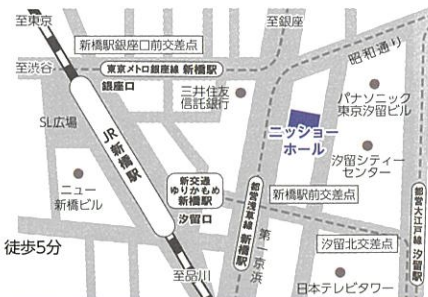 至東京
至銀座
新橋駅銀座口前交差点
昭和通り
至渋谷
東京メトロ銀座線 新橋駅
銀座口
三井住友
信託銀行
パナソニック
東京汐留ビル
SL広場
JR新橋駅
ニッショー
ホール
汐留シティー
センター
ニュー
新橋ビル
新交通
ゆりかもめ
新橋駅
汐留口
都営浅草線 新橋駅
新橋駅前交差点
都営大江戸線 汐留駅
第一京浜
汐留北交差点
徒歩5分
至品川
日本テレビタワー